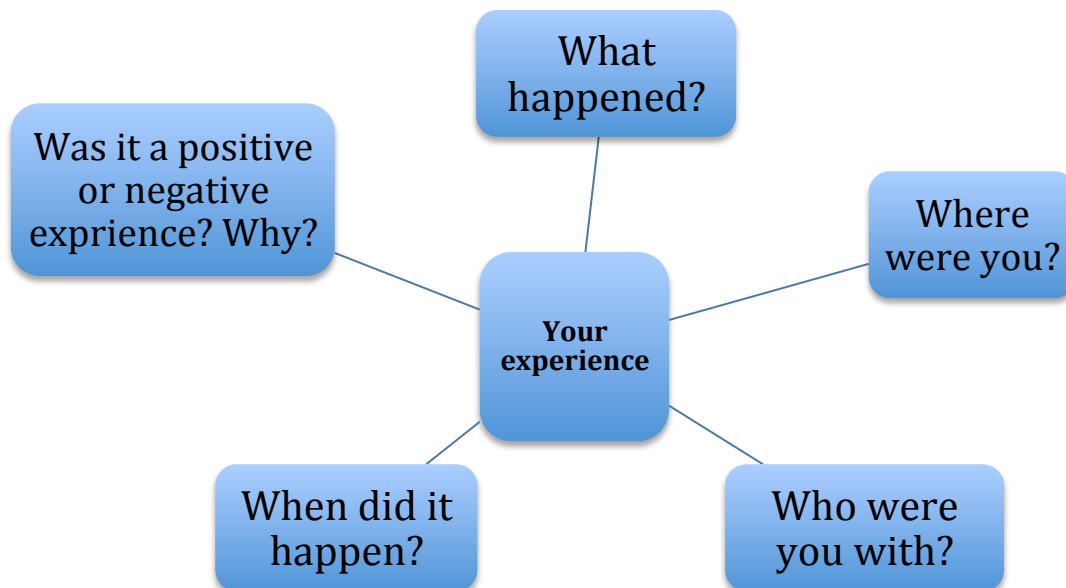 What
happened?
Was it a positive
or negative
exprience? Why?
Where
were you?
Your
experience
When did it
happen?
Who were
you with?